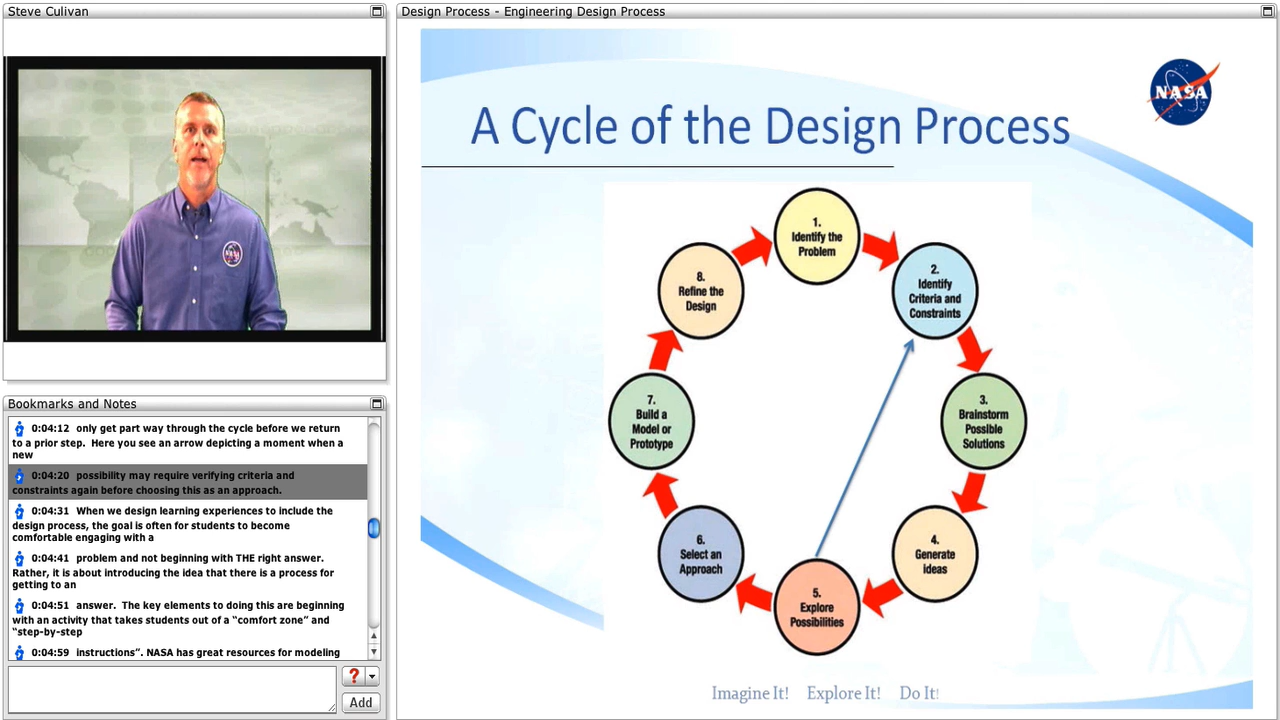 Steve Culivan
Design Process - Engineering Design Process
NASA
Bookmarks and Notes
0:04:12 only get part way through the cycle before we return
to a prior step. Here you see an arrow depicting a moment when a
new
0:04:20 possibility may require verifying criteria and
constraints again before choosing this as an approach.
0:04:31 When we design learning experiences to include the
design process, the goal is often for students to become
comfortable engaging with a
0:04:41 problem and not beginning with THE right answer.
Rather, it is about introducing the idea that there is a process for
getting to an
0:04:51 answer. The key elements to doing this are beginning
with an activity that takes students out of a “comfort zone” and
“step-by-step
0:04:59 instructions”. NASA has great resources for modeling
?
Add
NASA
A Cycle of the Design Process
1.
Identify the
Problem
2.
Identify
Criteria and
Constraints
3.
Brainstorm
Possible
Solutions
4.
Generate
Ideas
5.
Explore
Possibilities
6.
Select an
Approach
7.
Build a
Model or
Prototype
8.
Refine the
Design
Imagine It! Explore It! Do It!